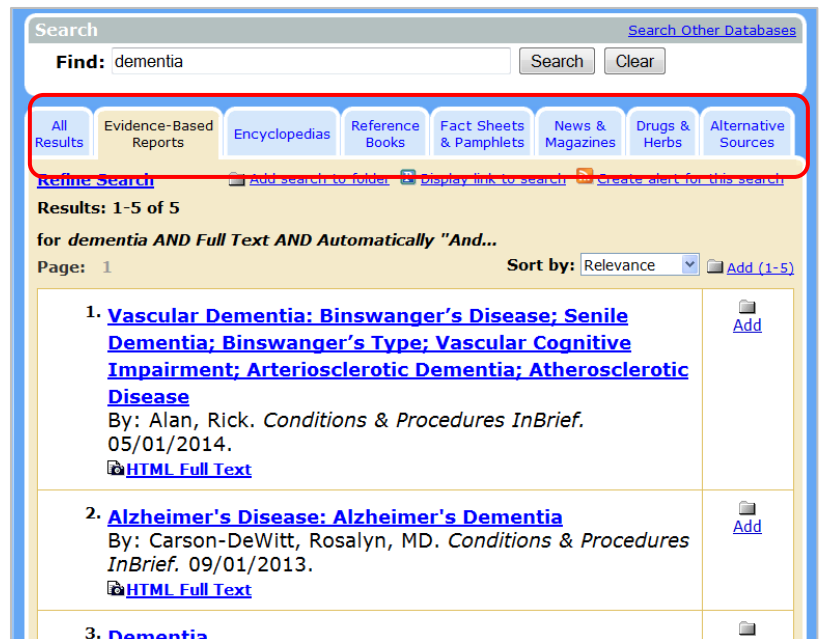 Search Search Other Databases
Find: dementia Search Clear
All Results Evidence-Based Reports Encyclopedias Reference Books Fact Sheets & Pamphlets News & Magazines Drugs & Herbs Alternative Sources
Refine Search Add search to folder Display link to search Create alert for this search
Results: 1-5 of 5
for dementia AND Full Text AND Automatically "And...
Page: 1 Sort by: Relevance Add (1-5)
1. Vascular Dementia: Binswanger’s Disease; Senile Add
Dementia; Binswanger’s Type; Vascular Cognitive
Impairment; Arteriosclerotic Dementia; Atherosclerotic
Disease
By: Alan, Rick. Conditions & Procedures InBrief.
05/01/2014.
HTML Full Text
2. Alzheimer's Disease: Alzheimer's Dementia Add
By: Carson-DeWitt, Rosalyn, MD. Conditions & Procedures
InBrief. 09/01/2013.
HTML Full Text
3. Dementia